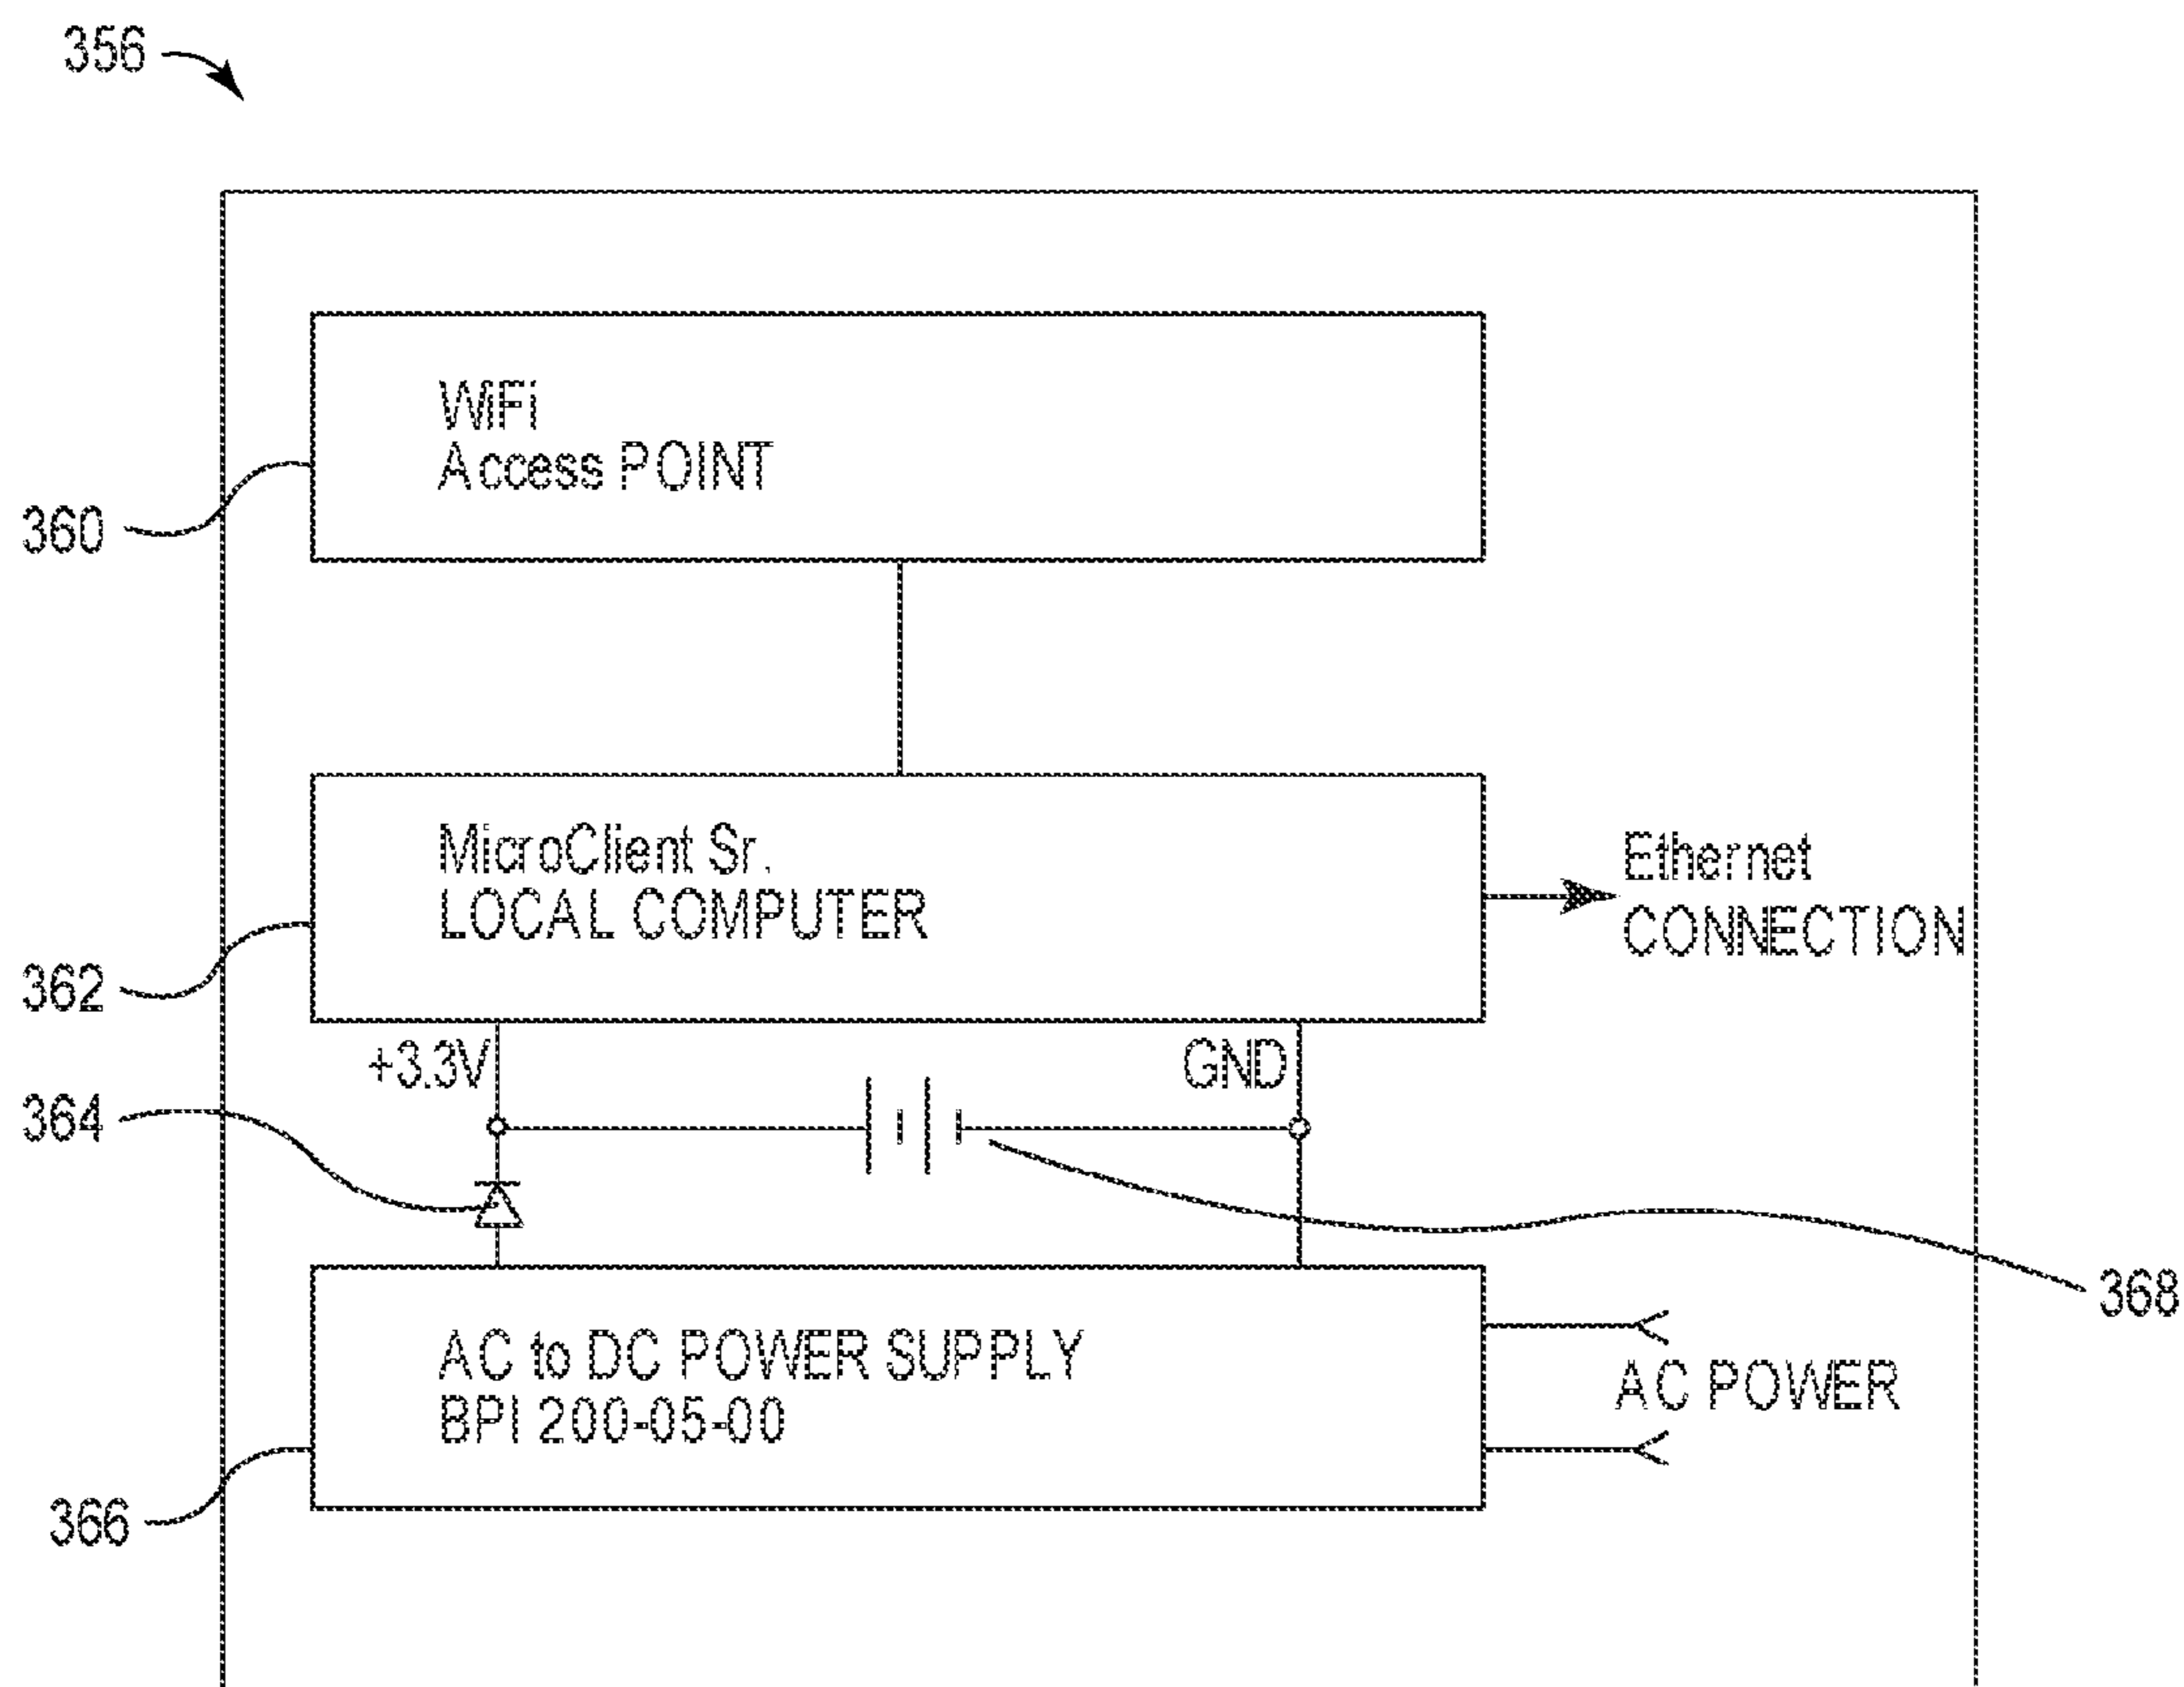 356
WiFi
Access POINT
360
MicroClient Sr.
LOCAL COMPUTER
Ethernet
CONNECTION
362
+3.3V
GND
364
368
AC to DC POWER SUPPLY
BPI 200-05-00
AC POWER
366